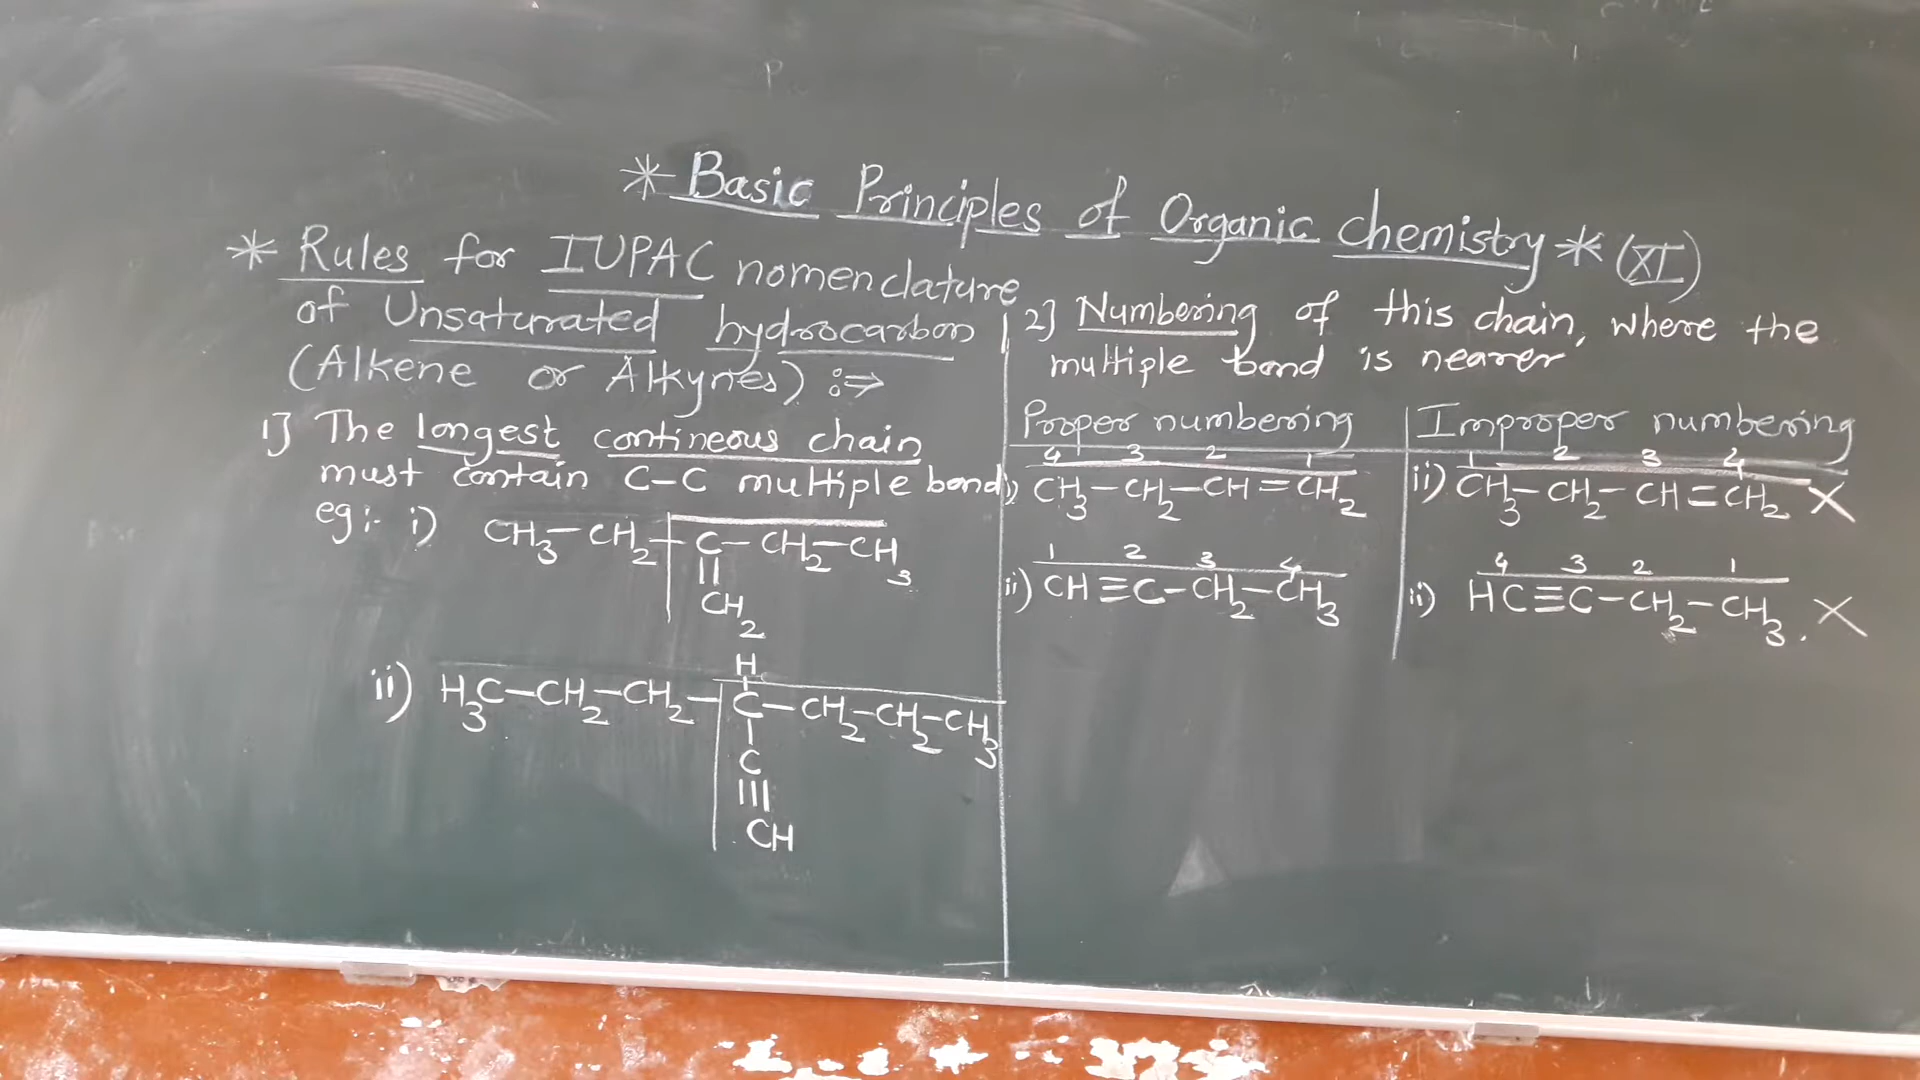 * Basic Principles of Organic chemistry * (XI)
* Rules for IUPAC nomenclature
of Unsaturated hydrocarbon
(Alkene or Alkynes) :⇒
1] The longest contineous chain
must contain C–C multiple bond
eg:- i) CH₃–CH₂–C–CH₂–CH₃
||
CH₂
H
|
ii) H₃C–CH₂–CH₂–C–CH₂–CH₂–CH₃
|
C
|||
CH
2] Numbering of this chain, where the
multiple bond is nearer
Proper numbering
4 3 2 1
i) CH₃–CH₂–CH=CH₂
1 2 3 4
ii) CH≡C–CH₂–CH₃
Improper numbering
1 2 3 4
ii) CH₃–CH₂–CH=CH₂ X
4 3 2 1
ii) HC≡C–CH₂–CH₃. X